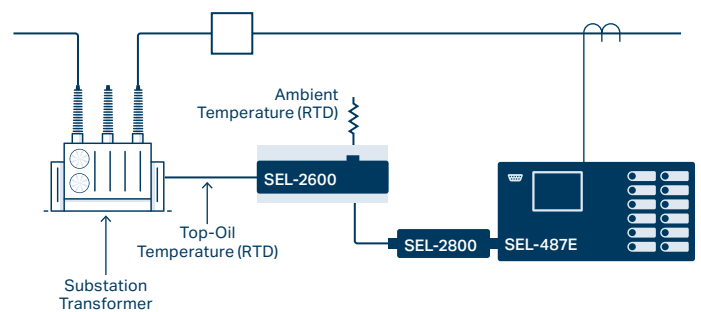 Ambient
Temperature (RTD)
SEL-2600
Top-Oil
Temperature (RTD)
SEL-2800
SEL-487E
Substation
Transformer